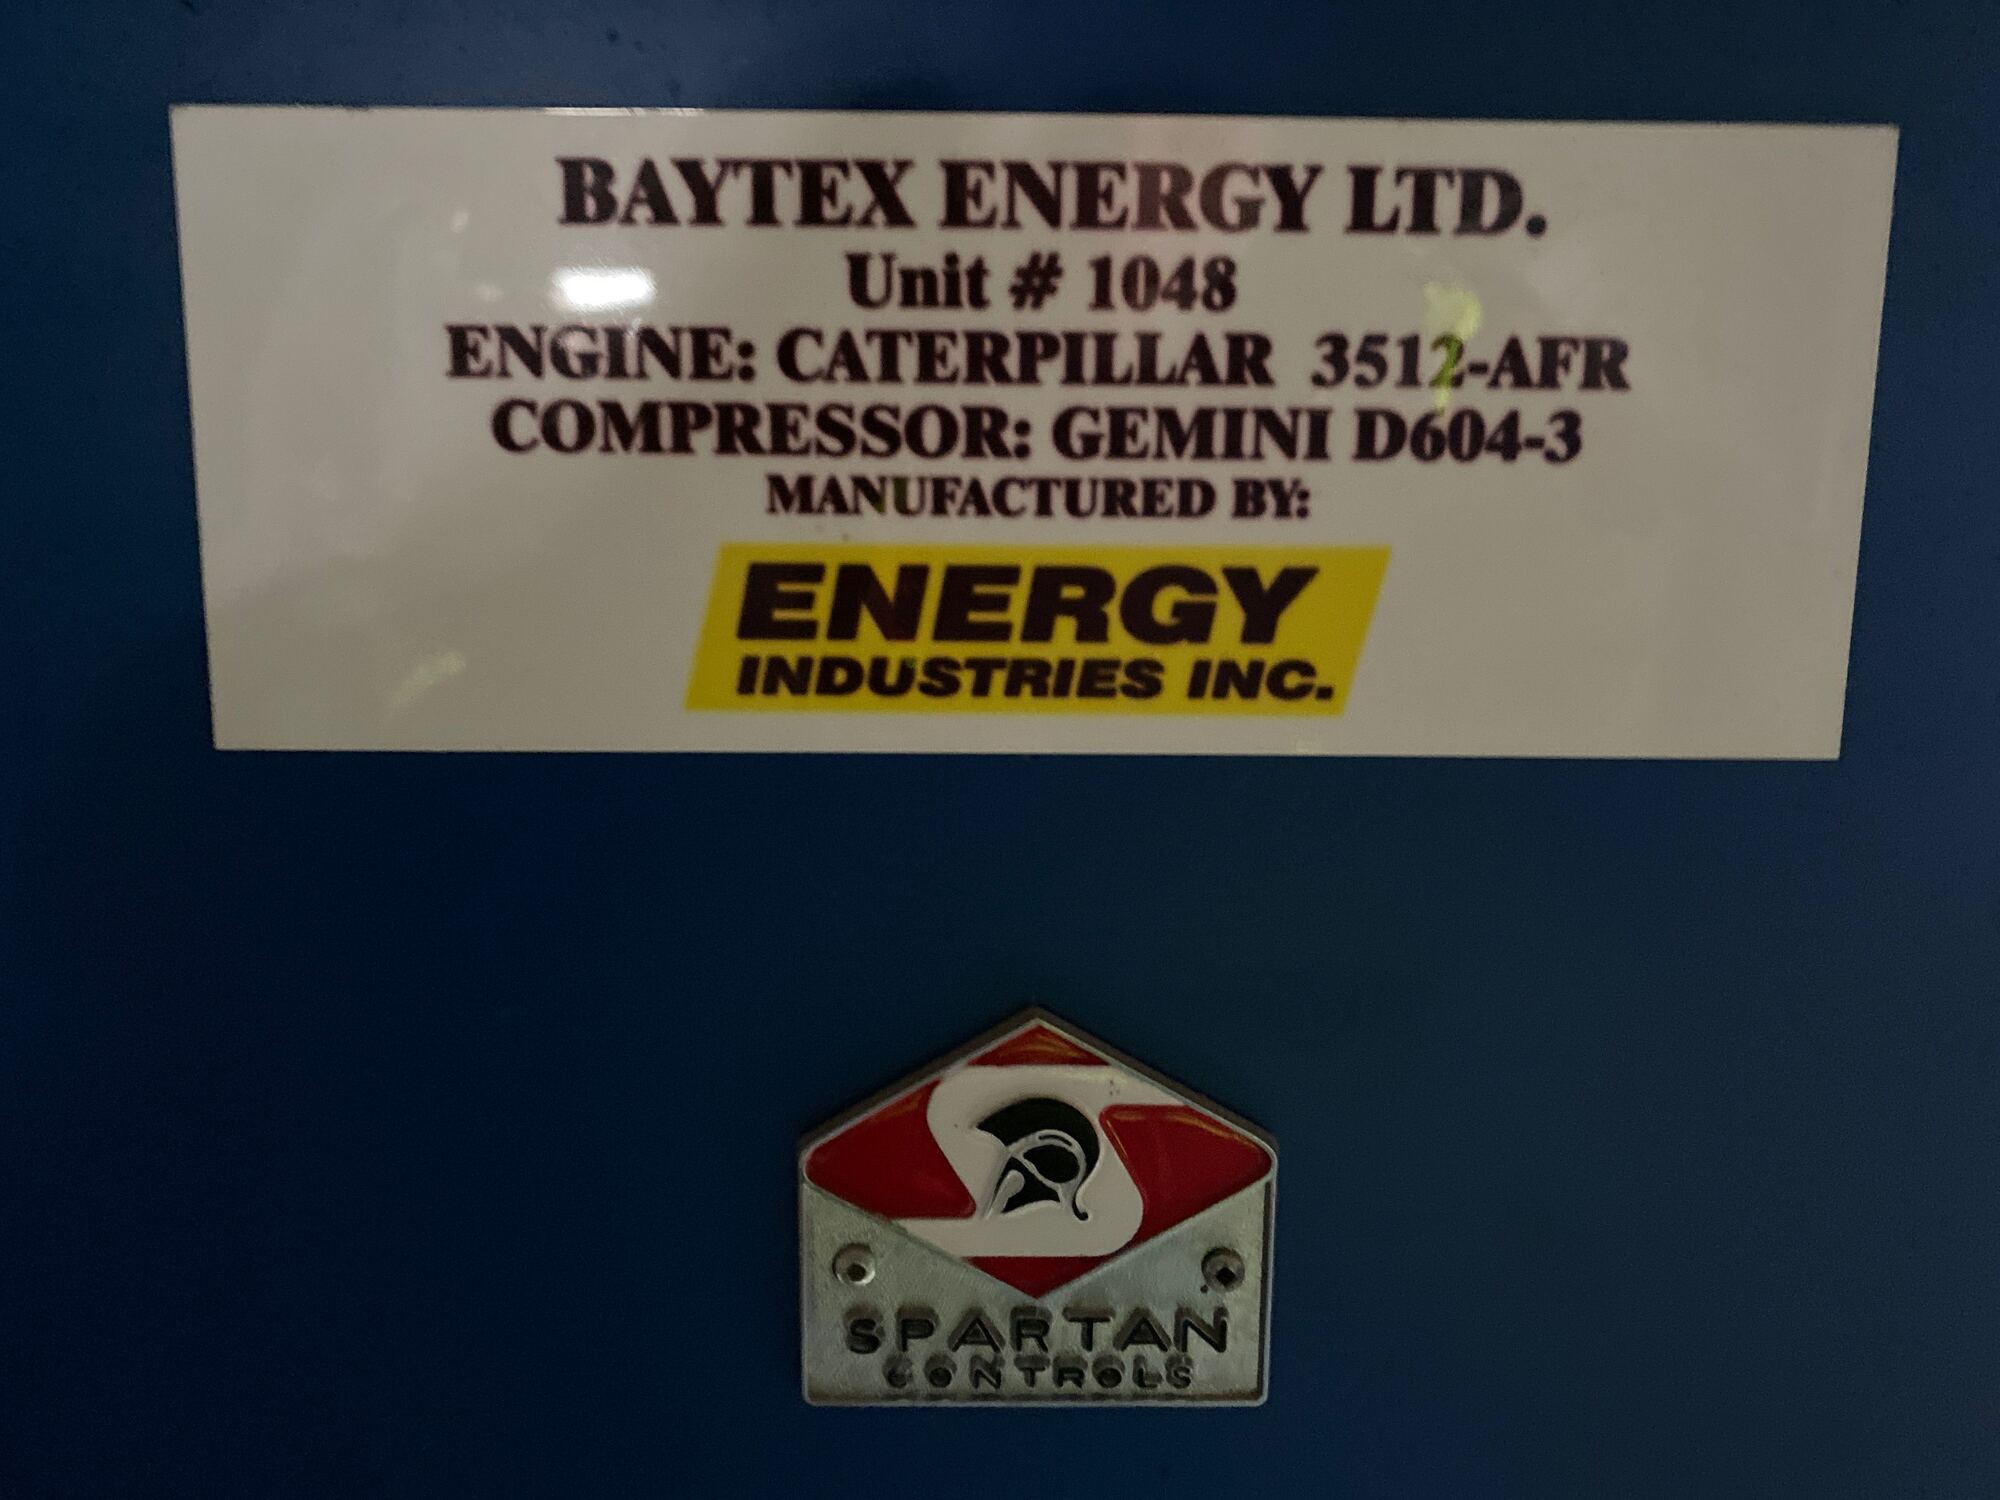 BAYTEX ENERGY LTD.
Unit # 1048
ENGINE: CATERPILLAR 3512-AFR
COMPRESSOR: GEMINI D604-3
MANUFACTURED BY:
ENERGY
INDUSTRIES INC.
SPARTAN
CONTROLS